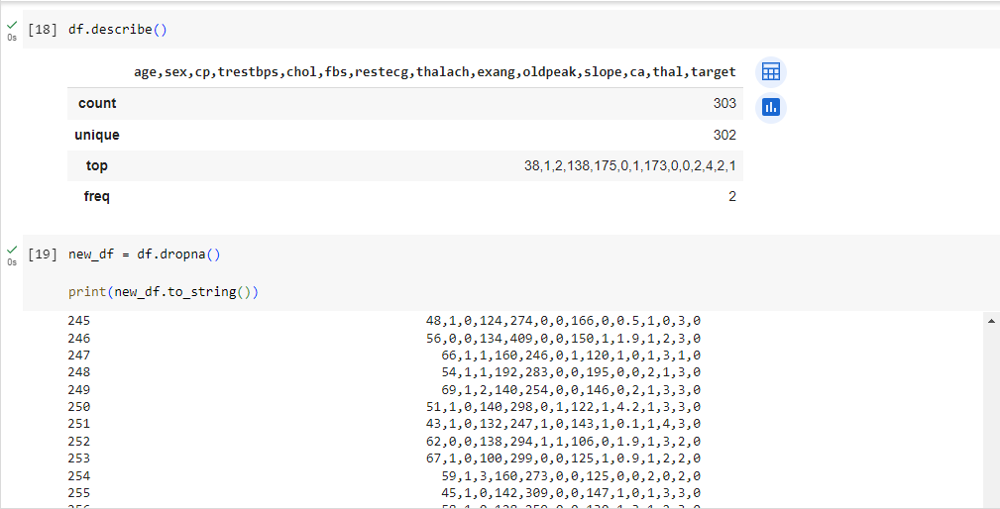 [18] df.describe()
0s
age,sex,cp,trestbps,chol,fbs,restecg,thalach,exang,oldpeak,slope,ca,thal,target
count 303
unique 302
top 38,1,2,138,175,0,1,173,0,0,2,4,2,1
freq 2
[19] new_df = df.dropna()
0s
print(new_df.to_string())
245 48,1,0,124,274,0,0,166,0,0.5,1,0,3,0
246 56,0,0,134,409,0,0,150,1,1.9,1,2,3,0
247 66,1,1,160,246,0,1,120,1,0,1,3,1,0
248 54,1,1,192,283,0,0,195,0,0,2,1,3,0
249 69,1,2,140,254,0,0,146,0,2,1,3,3,0
250 51,1,0,140,298,0,1,122,1,4.2,1,3,3,0
251 43,1,0,132,247,1,0,143,1,0.1,1,4,3,0
252 62,0,0,138,294,1,1,106,0,1.9,1,3,2,0
253 67,1,0,100,299,0,0,125,1,0.9,1,2,2,0
254 59,1,3,160,273,0,0,125,0,0,2,0,2,0
255 45,1,0,142,309,0,0,147,1,0,1,3,3,0